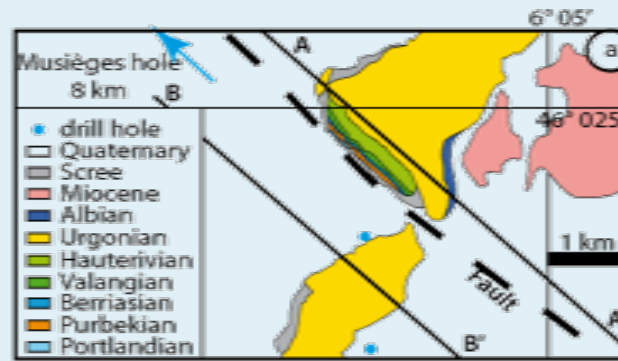 6° 05′
A
a
Musièges hole
8 km
B
46° 025
drill hole
Quaternary
Scree
Miocene
Albian
Urgonian
Hauterivian
Valangian
Berriasian
Purbekian
Portlandian
1 km
Fault
A
B'